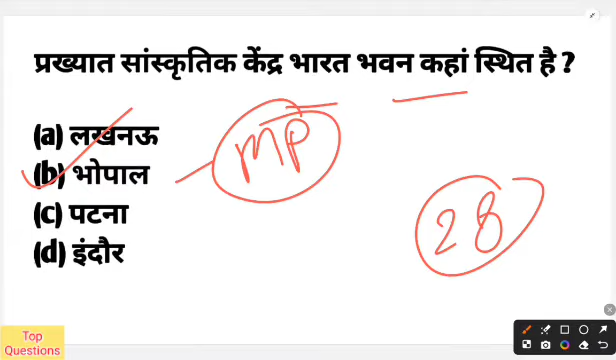 प्रख्यात सांस्कृतिक केंद्र भारत भवन कहां स्थित है ?
(a) लखनऊ
(b) भोपाल
MP
(c) पटना
(d) इंदौर
28
Top
Questions